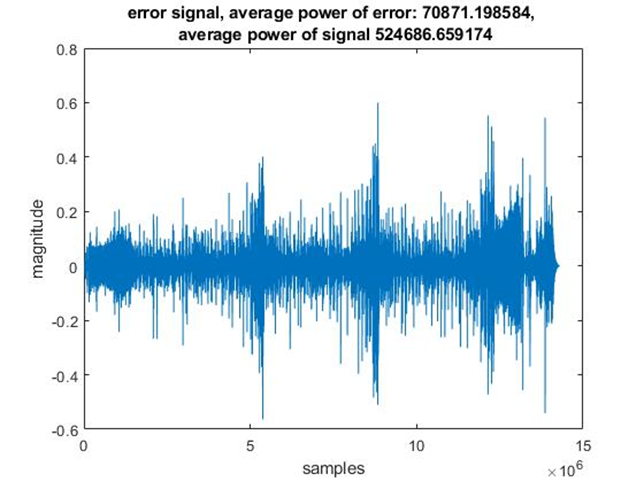 error signal, average power of error: 70871.198584,
average power of signal 524686.659174
0.8
0.6
0.4
0.2
0
-0.2
-0.4
-0.6
magnitude
0 5 10 15
samples
×10^6